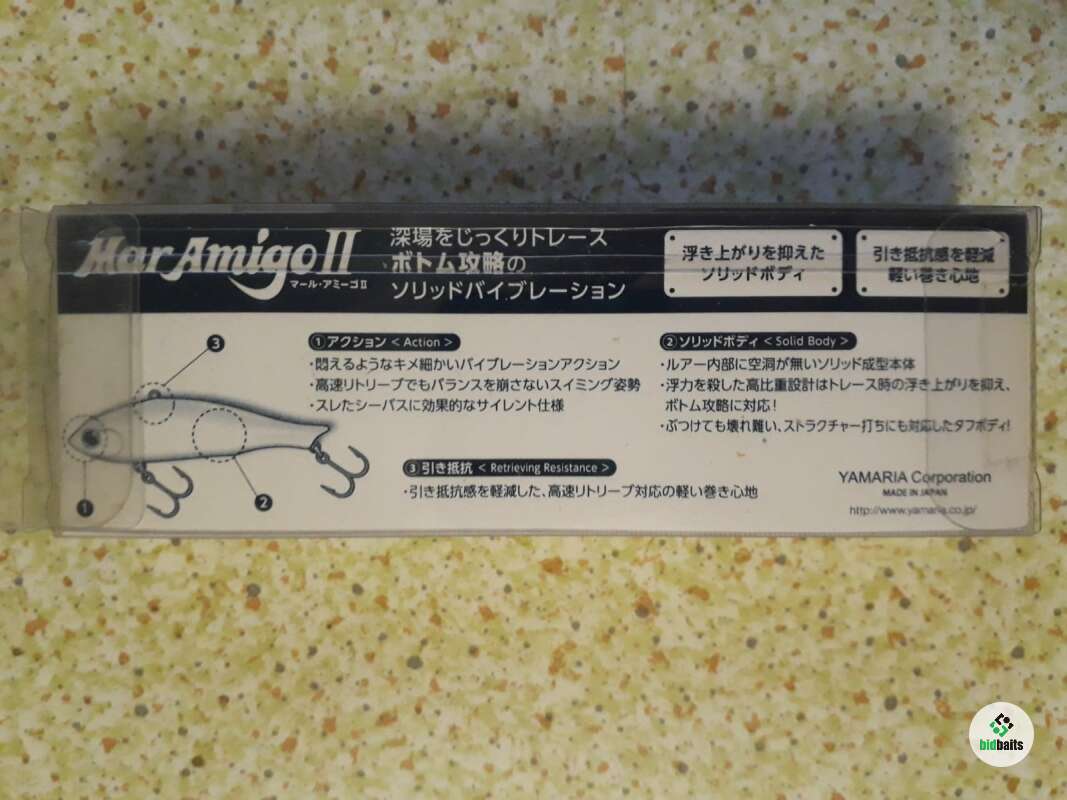 Mar Amigo II
マール・アミーゴⅡ
深場をじっくりトレース
ボトム攻略の
ソリッドバイブレーション
浮き上がりを抑えた
ソリッドボディ
引き抵抗感を軽減
軽い巻き心地
❸
①アクション < Action >
・悶えるようなキメ細かいバイブレーションアクション
・高速リトリーブでもバランスを崩さないスイミング姿勢
・スレたシーバスに効果的なサイレント仕様
②ソリッドボディ < Solid Body >
・ルアー内部に空洞が無いソリッド成型本体
・浮力を殺した高比重設計はトレース時の浮き上がりを抑え、
ボトム攻略に対応!
・ぶつけても壊れ難い、ストラクチャー打ちにも対応したタフボディ!
③引き抵抗 < Retrieving Resistance >
・引き抵抗感を軽減した、高速リトリーブ対応の軽い巻き心地
❶
❷
YAMARIA Corporation
MADE IN JAPAN
http://www.yamaria.co.jp/
bidbaits